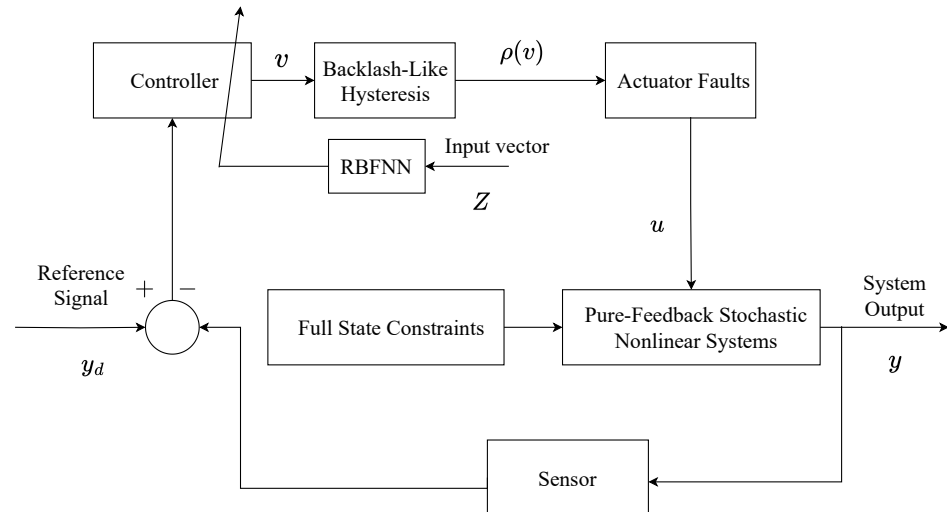 Controller
v
Backlash-Like
Hysteresis
ρ(v)
Actuator Faults
RBFNN
Input vector
Z
u
Reference
Signal
+
−
y_d
Full State Constraints
Pure-Feedback Stochastic
Nonlinear Systems
System
Output
y
Sensor